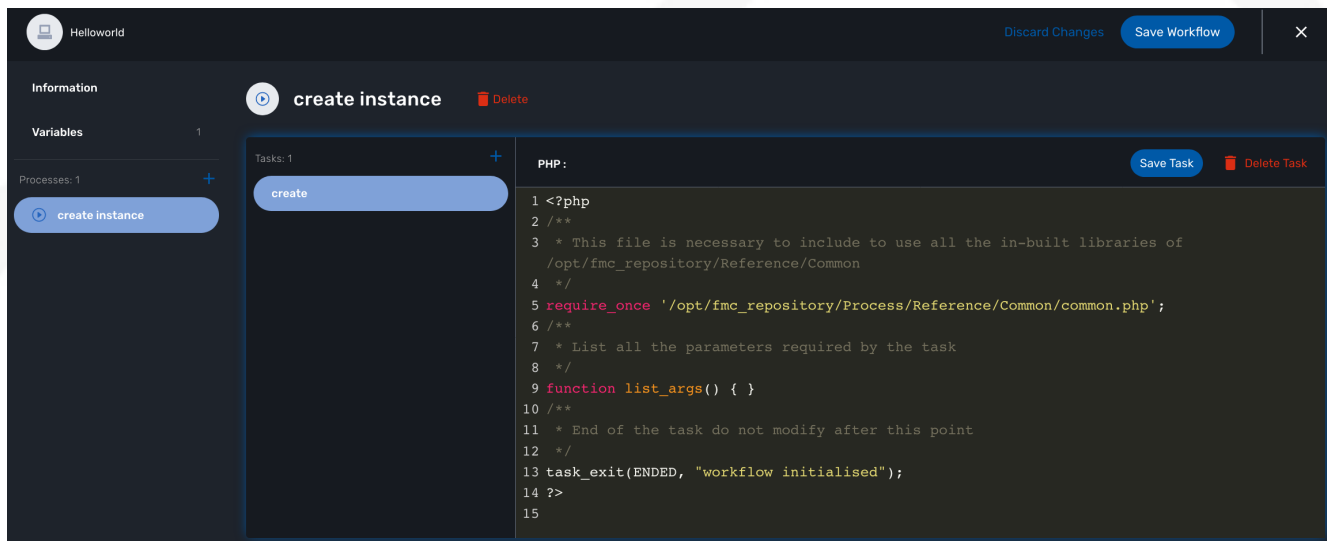 Helloworld
Discard Changes
Save Workflow
Information
Variables 1
Processes: 1
create instance
create instance
Delete
Tasks: 1
create
PHP :
Save Task
Delete Task
1 <?php
2 /**
3 * This file is necessary to include to use all the in-built libraries of
/opt/fmc_repository/Reference/Common
4 */
5 require_once '/opt/fmc_repository/Process/Reference/Common/common.php';
6 /**
7 * List all the parameters required by the task
8 */
9 function list_args() { }
10 /**
11 * End of the task do not modify after this point
12 */
13 task_exit(ENDED, "workflow initialised");
14 ?>
15